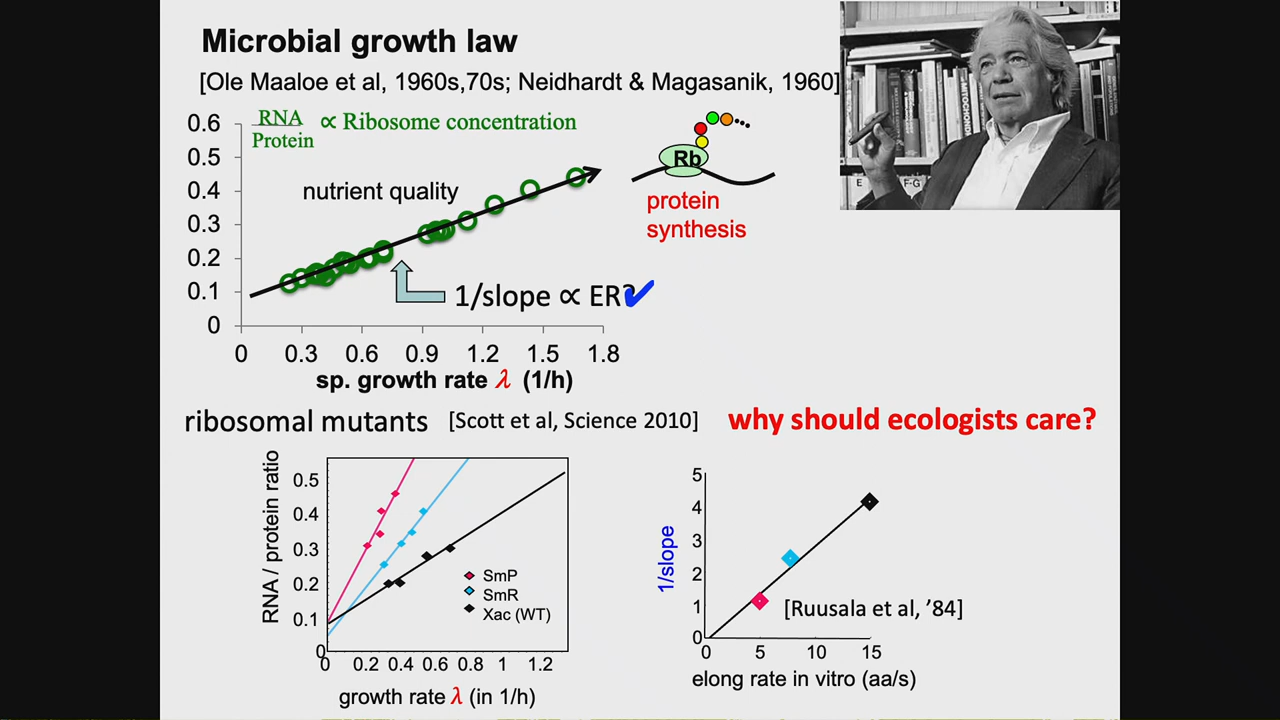 Microbial growth law
[Ole Maaloe et al, 1960s,70s; Neidhardt & Magasanik, 1960]
RNA
Protein
∝ Ribosome concentration
0.6
0.5
0.4
0.3
0.2
0.1
0
nutrient quality
Rb
protein
synthesis
1/slope ∝ ER?
0 0.3 0.6 0.9 1.2 1.5 1.8
sp. growth rate λ (1/h)
MITOCHONDRIA
E
F-G
ribosomal mutants [Scott et al, Science 2010]
why should ecologists care?
RNA / protein ratio
0.5
0.4
0.3
0.2
0.1
0
SmP
SmR
Xac (WT)
0 0.2 0.4 0.6 0.8 1 1.2
growth rate λ (in 1/h)
1/slope
5
4
3
2
1
0
[Ruusala et al, ’84]
0 5 10 15
elong rate in vitro (aa/s)